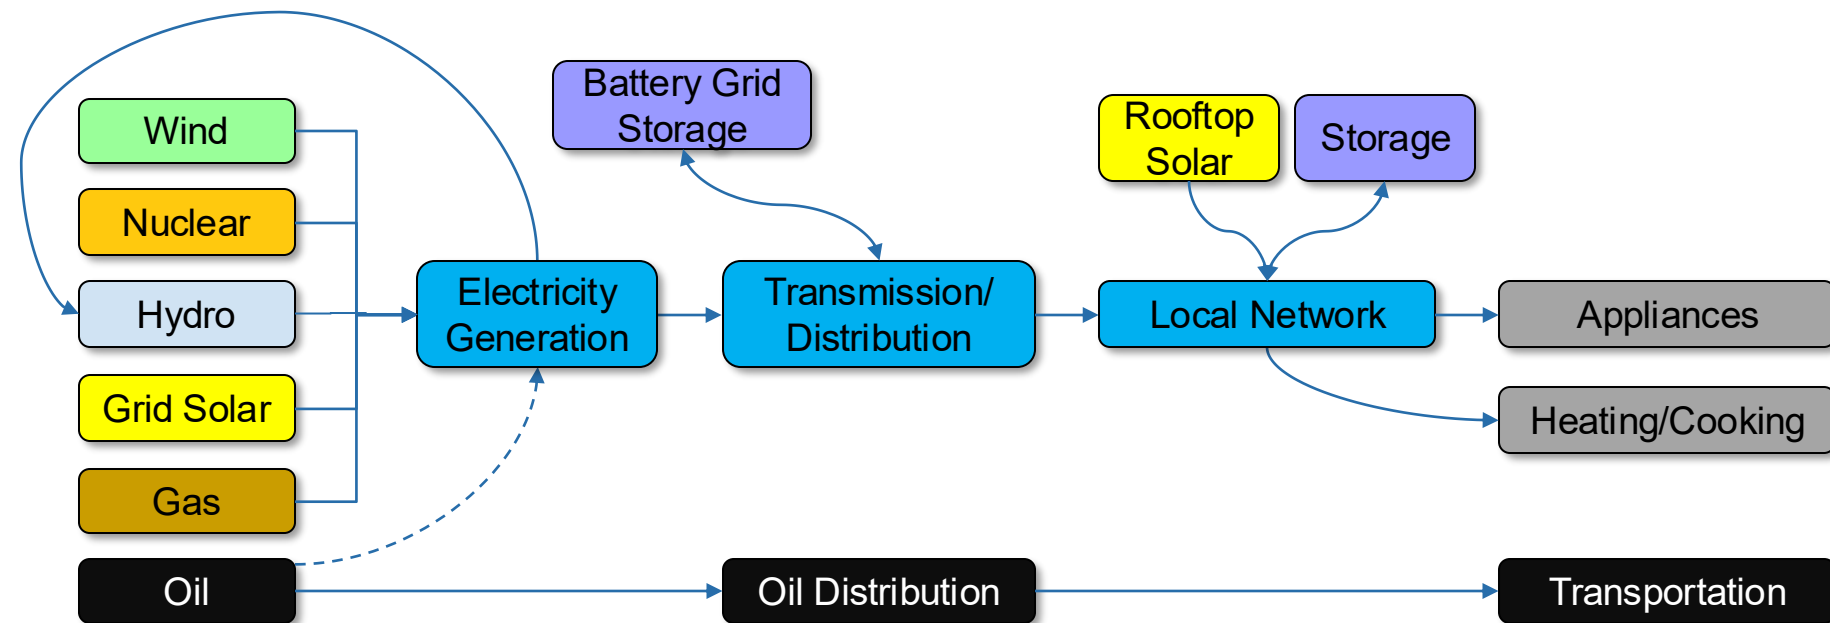 Wind
Nuclear
Hydro
Grid Solar
Gas
Oil
Electricity
Generation
Battery Grid
Storage
Transmission/
Distribution
Oil Distribution
Rooftop
Solar
Storage
Local Network
Appliances
Heating/Cooking
Transportation